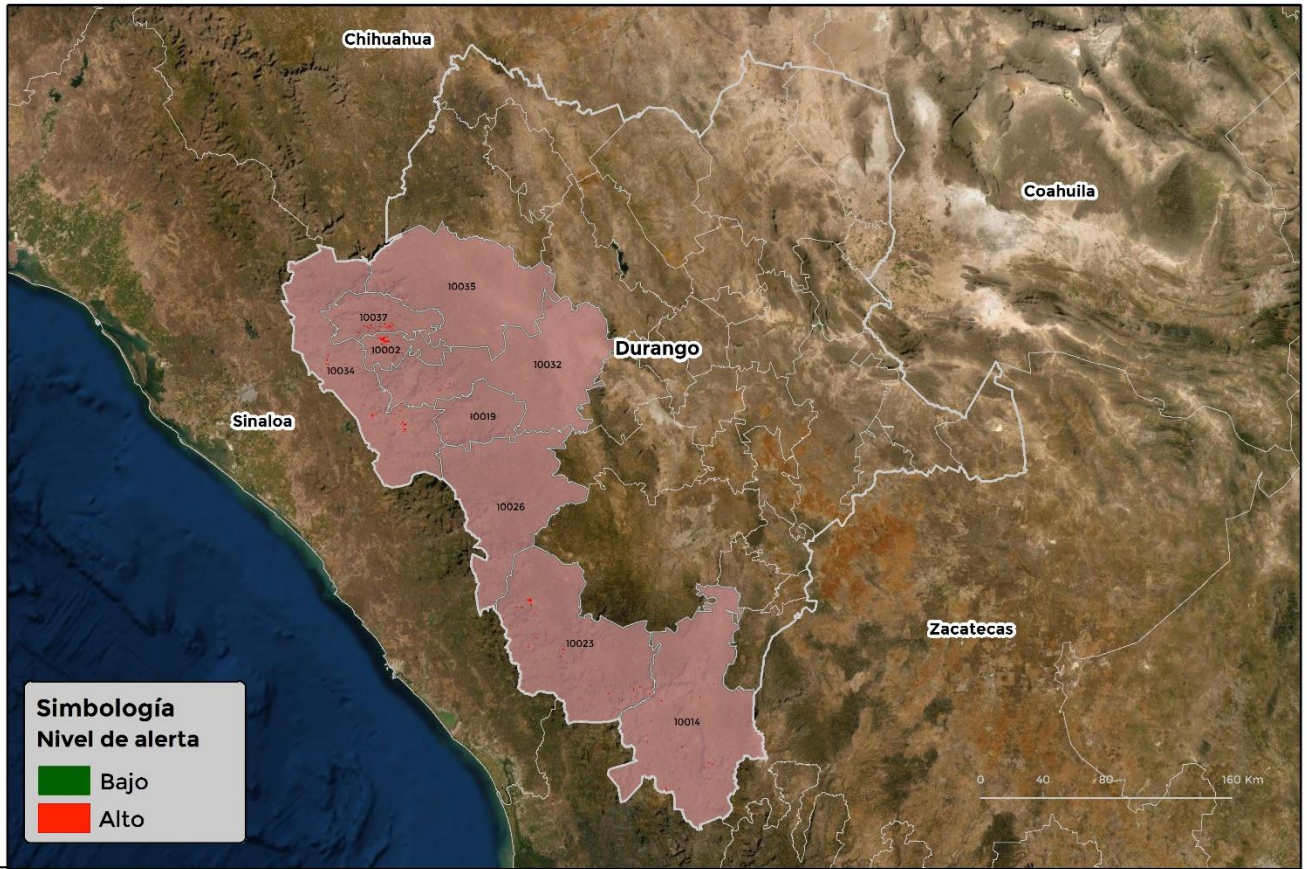 Chihuahua
Coahuila
10035
10037
10002
10034
10032
Durango
10019
Sinaloa
10026
10023
Zacatecas
10014
Simbología
Nivel de alerta
Bajo
Alto
0 40 80 160 Km